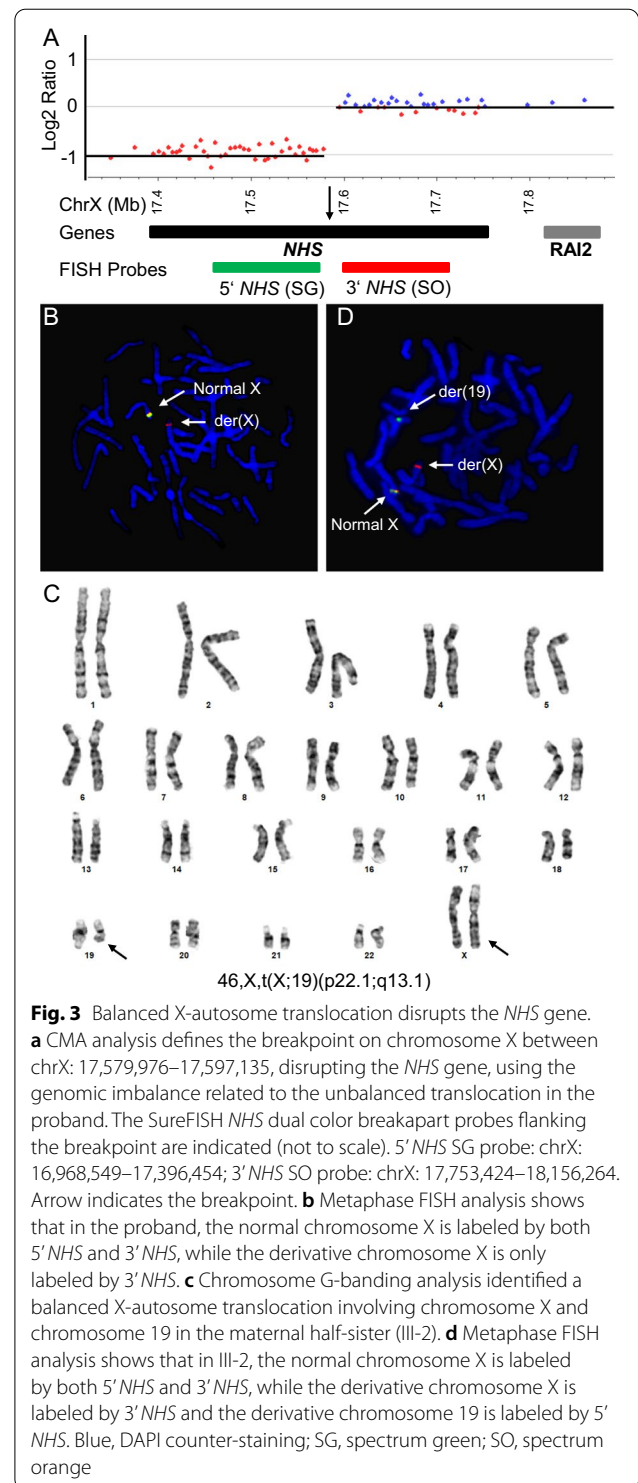 A
Log2 Ratio
1
0
-1
ChrX (Mb)
17.4
17.5
17.6
17.7
17.8
Genes
NHS
RAI2
FISH Probes
5‘ NHS (SG)
3‘ NHS (SO)
B
Normal X
der(X)
D
der(19)
der(X)
Normal X
C
1
2
3
4
5
6
7
8
9
10
11
12
13
14
15
16
17
18
19
20
21
22
X
46,X,t(X;19)(p22.1;q13.1)
Fig. 3 Balanced X-autosome translocation disrupts the NHS gene.
a CMA analysis defines the breakpoint on chromosome X between
chrX: 17,579,976–17,597,135, disrupting the NHS gene, using the
genomic imbalance related to the unbalanced translocation in the
proband. The SureFISH NHS dual color breakapart probes flanking
the breakpoint are indicated (not to scale). 5’ NHS SG probe: chrX:
16,968,549–17,396,454; 3’ NHS SO probe: chrX: 17,753,424–18,156,264.
Arrow indicates the breakpoint. b Metaphase FISH analysis shows
that in the proband, the normal chromosome X is labeled by both
5’ NHS and 3’ NHS, while the derivative chromosome X is only
labeled by 3’ NHS. c Chromosome G-banding analysis identified a
balanced X-autosome translocation involving chromosome X and
chromosome 19 in the maternal half-sister (III-2). d Metaphase FISH
analysis shows that in III-2, the normal chromosome X is labeled
by both 5’ NHS and 3’ NHS, while the derivative chromosome X is
labeled by 3’ NHS and the derivative chromosome 19 is labeled by 5’
NHS. Blue, DAPI counter-staining; SG, spectrum green; SO, spectrum
orange